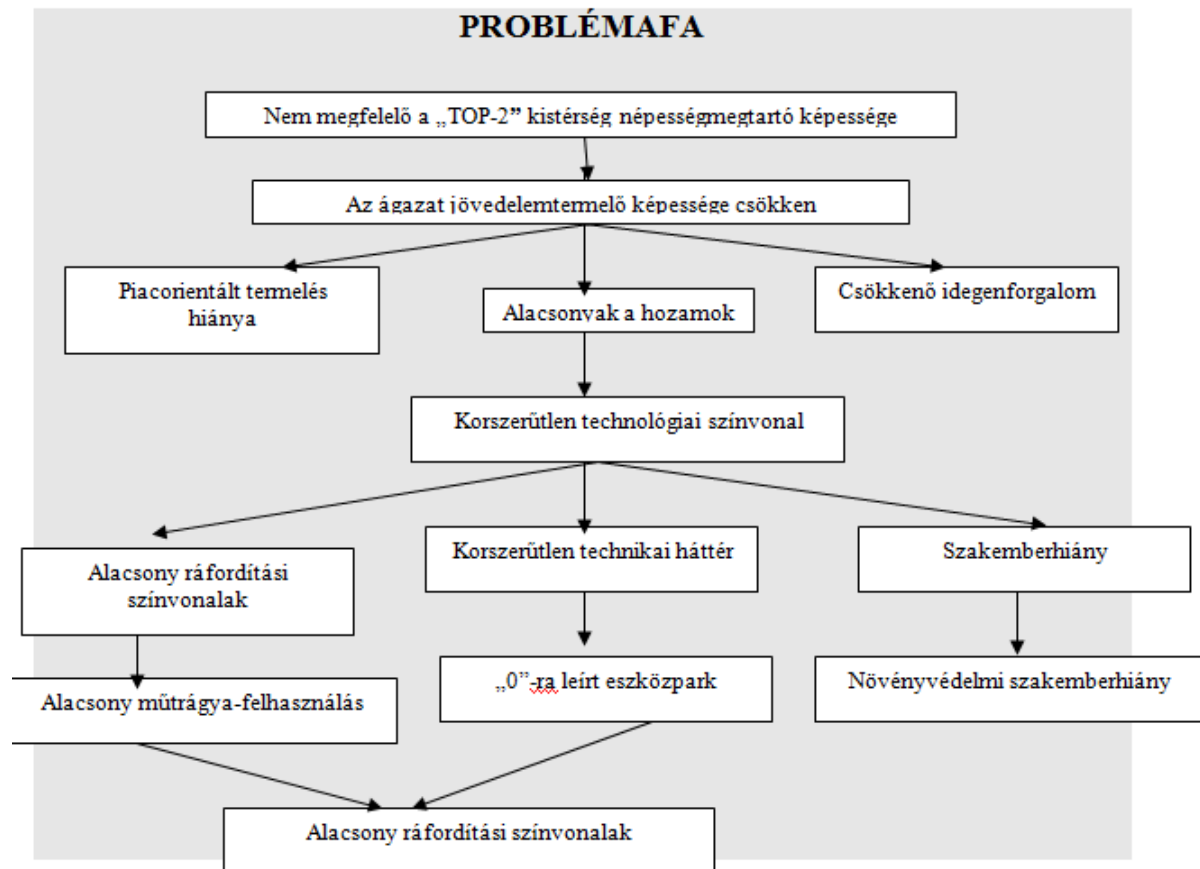 PROBLÉMAFA
Nem megfelelő a „TOP-2” kistérség népességmegtartó képessége
Az ágazat jövedelemtermelő képessége csökken
Piacorientált termelés
hiánya
Alacsonyak a hozamok
Csökkenő idegenforgalom
Korszerűtlen technológiai színvonal
Alacsony ráfordítási
színvonalak
Korszerűtlen technikai háttér
Szakemberhiány
Alacsony műtrágya-felhasználás
„0”-ra leírt eszközpark
Növényvédelmi szakemberhiány
Alacsony ráfordítási színvonalak